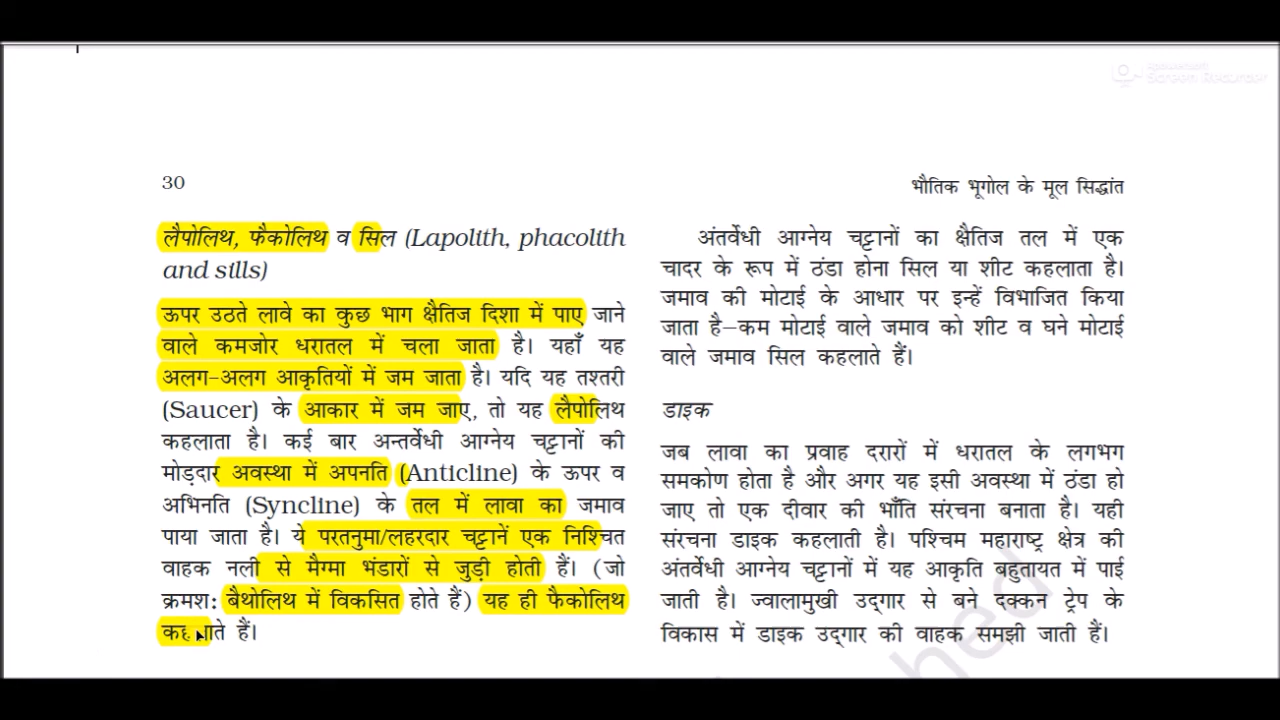 Apowersoft
Screen Recorder
30
भौतिक भूगोल के मूल सिद्धांत
लैपोलिथ, फैकोलिथ व सिल (Lapolith, phacolith
and sills)
ऊपर उठते लावे का कुछ भाग क्षैतिज दिशा में पाए जाने
वाले कमजोर धरातल में चला जाता है। यहाँ यह
अलग-अलग आकृतियों में जम जाता है। यदि यह तश्तरी
(Saucer) के आकार में जम जाए, तो यह लैपोलिथ
कहलाता है। कई बार अन्तर्वेधी आग्नेय चट्टानों की
मोड़दार अवस्था में अपनति (Anticline) के ऊपर व
अभिनति (Syncline) के तल में लावा का जमाव
पाया जाता है। ये परतनुमा/लहरदार चट्टानें एक निश्चित
वाहक नली से मैग्मा भंडारों से जुड़ी होती हैं। (जो
क्रमश: बैथोलिथ में विकसित होते हैं) यह ही फैकोलिथ
कहलाते हैं।
अंतर्वेधी आग्नेय चट्टानों का क्षैतिज तल में एक
चादर के रूप में ठंडा होना सिल या शीट कहलाता है।
जमाव की मोटाई के आधार पर इन्हें विभाजित किया
जाता है–कम मोटाई वाले जमाव को शीट व घने मोटाई
वाले जमाव सिल कहलाते हैं।
डाइक
जब लावा का प्रवाह दरारों में धरातल के लगभग
समकोण होता है और अगर यह इसी अवस्था में ठंडा हो
जाए तो एक दीवार की भाँति संरचना बनाता है। यही
संरचना डाइक कहलाती है। पश्चिम महाराष्ट्र क्षेत्र की
अंतर्वेधी आग्नेय चट्टानों में यह आकृति बहुतायत में पाई
जाती है। ज्वालामुखी उद्गार से बने दक्कन ट्रेप के
विकास में डाइक उद्गार की वाहक समझी जाती हैं।